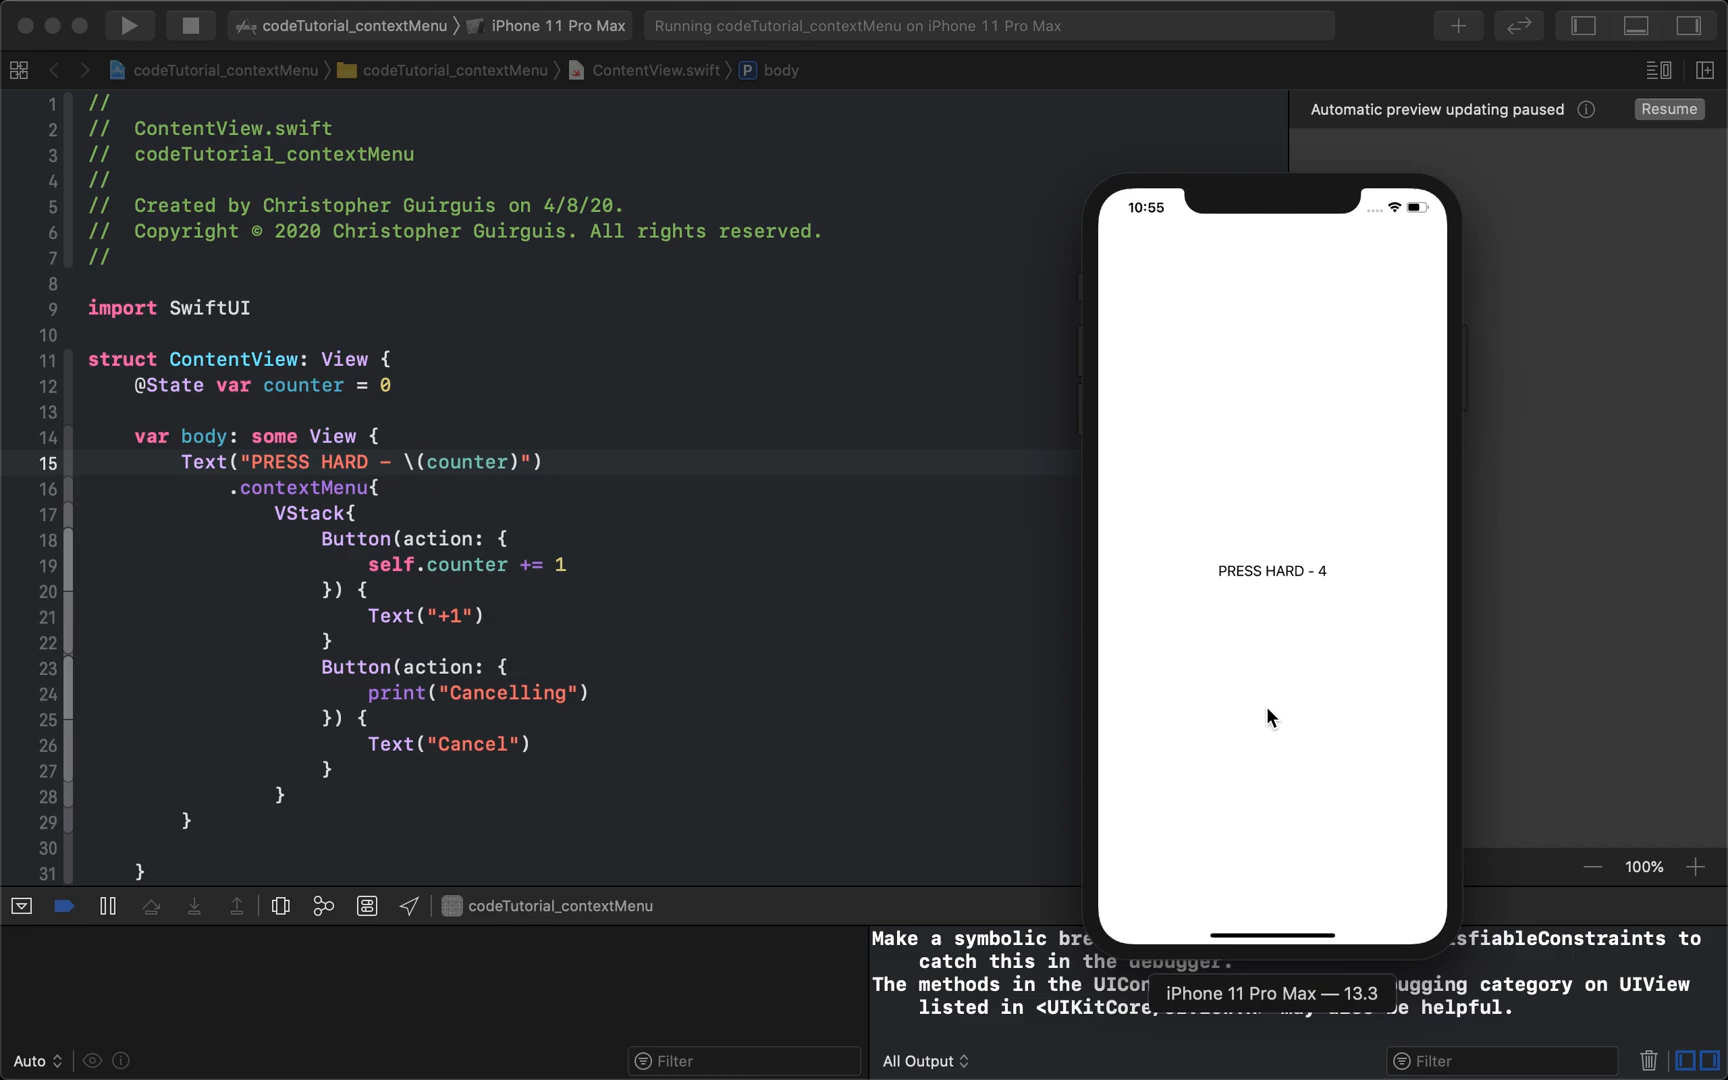 codeTutorial_contextMenu iPhone 11 Pro Max
Running codeTutorial_contextMenu on iPhone 11 Pro Max
codeTutorial_contextMenu codeTutorial_contextMenu ContentView.swift P body
Automatic preview updating paused Resume
1 //
2 // ContentView.swift
3 // codeTutorial_contextMenu
4 //
5 // Created by Christopher Guirguis on 4/8/20.
6 // Copyright © 2020 Christopher Guirguis. All rights reserved.
7 //
8
9 import SwiftUI
10
11 struct ContentView: View {
12 @State var counter = 0
13
14 var body: some View {
15 Text("PRESS HARD - \(counter)")
16 .contextMenu{
17 VStack{
18 Button(action: {
19 self.counter += 1
20 }) {
21 Text("+1")
22 }
23 Button(action: {
24 print("Cancelling")
25 }) {
26 Text("Cancel")
27 }
28 }
29 }
30
31 }
10:55
PRESS HARD - 4
100%
codeTutorial_contextMenu
Make a symbolic sfiableConstraints to
catch this in the debugger.
The methods in the ugging category on UIView
listed in <UIKitCore may also be helpful.
iPhone 11 Pro Max — 13.3
Auto
Filter
All Output
Filter